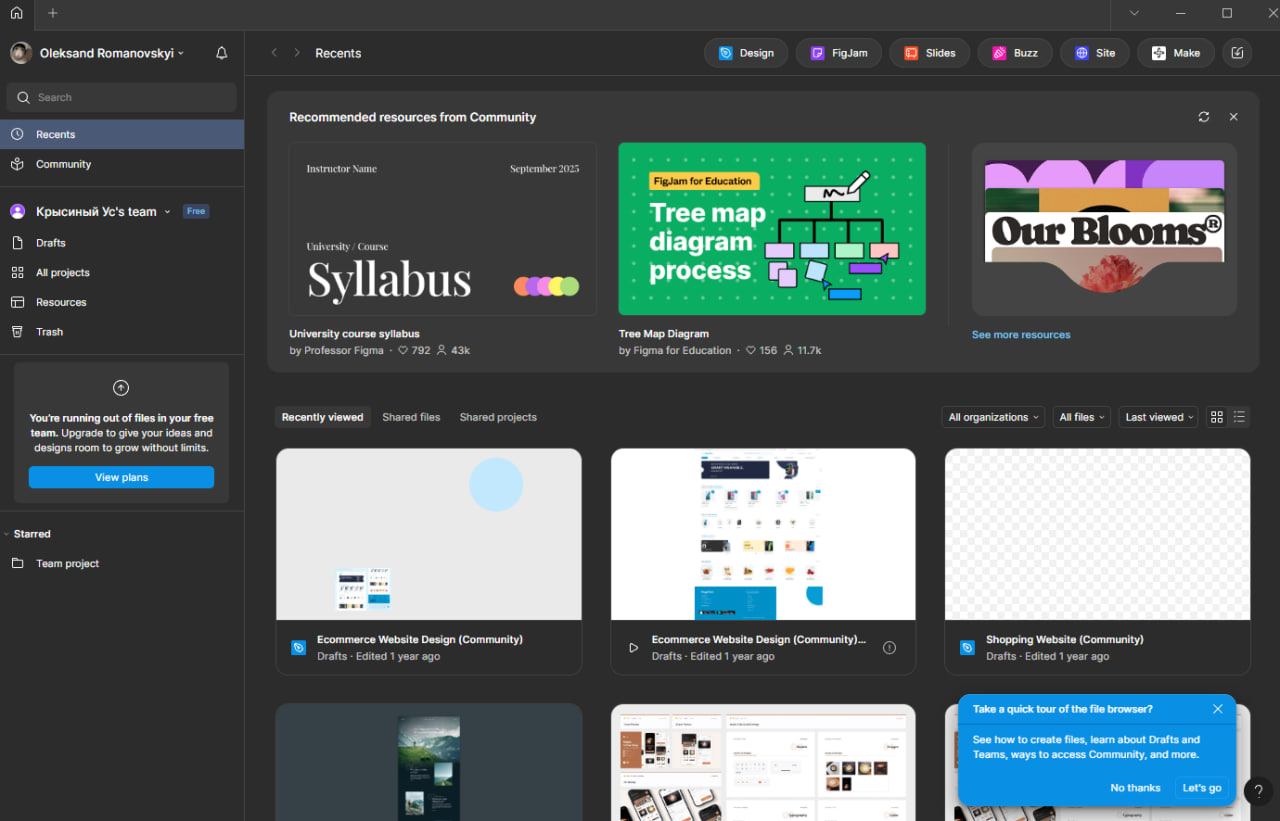 Oleksand Romanovskyi
Recents
Design
FigJam
Slides
Buzz
Site
Make
Search
Recents
Community
Крысиный Ус's team
Free
Drafts
All projects
Resources
Trash
You're running out of files in your free
team. Upgrade to give your ideas and
designs room to grow without limits.
View plans
Starred
Team project
Recommended resources from Community
Instructor Name
September 2025
University / Course
Syllabus
University course syllabus
by Professor Figma · 792 43k
FigJam for Education
Tree map
diagram
process
Tree Map Diagram
by Figma for Education · 156 11.7k
Our Blooms®
See more resources
Recently viewed
Shared files
Shared projects
All organizations
All files
Last viewed
Ecommerce Website Design (Community)
Drafts · Edited 1 year ago
Ecommerce Website Design (Community)...
Drafts · Edited 1 year ago
Shopping Website (Community)
Drafts · Edited 1 year ago
Take a quick tour of the file browser?
See how to create files, learn about Drafts and
Teams, ways to access Community, and more.
No thanks
Let's go
?